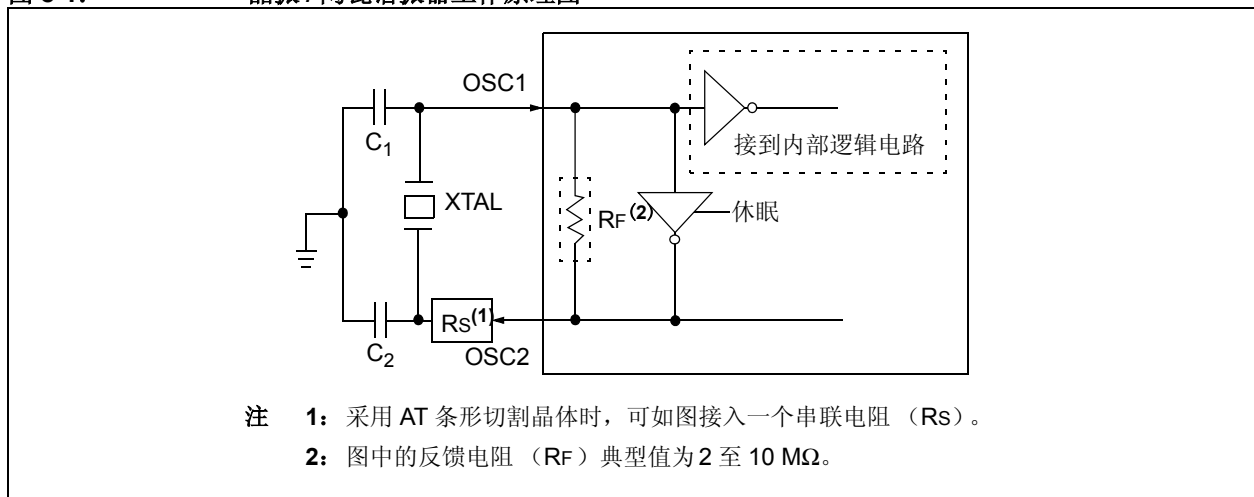 OSC1
C1
接到内部逻辑电路
XTAL
RF(2)
休眠
RS(1)
C2
OSC2
注 1： 采用 AT 条形切割晶体时，可如图接入一个串联电阻 （RS）。
2： 图中的反馈电阻 （RF）典型值为 2 至 10 MΩ。